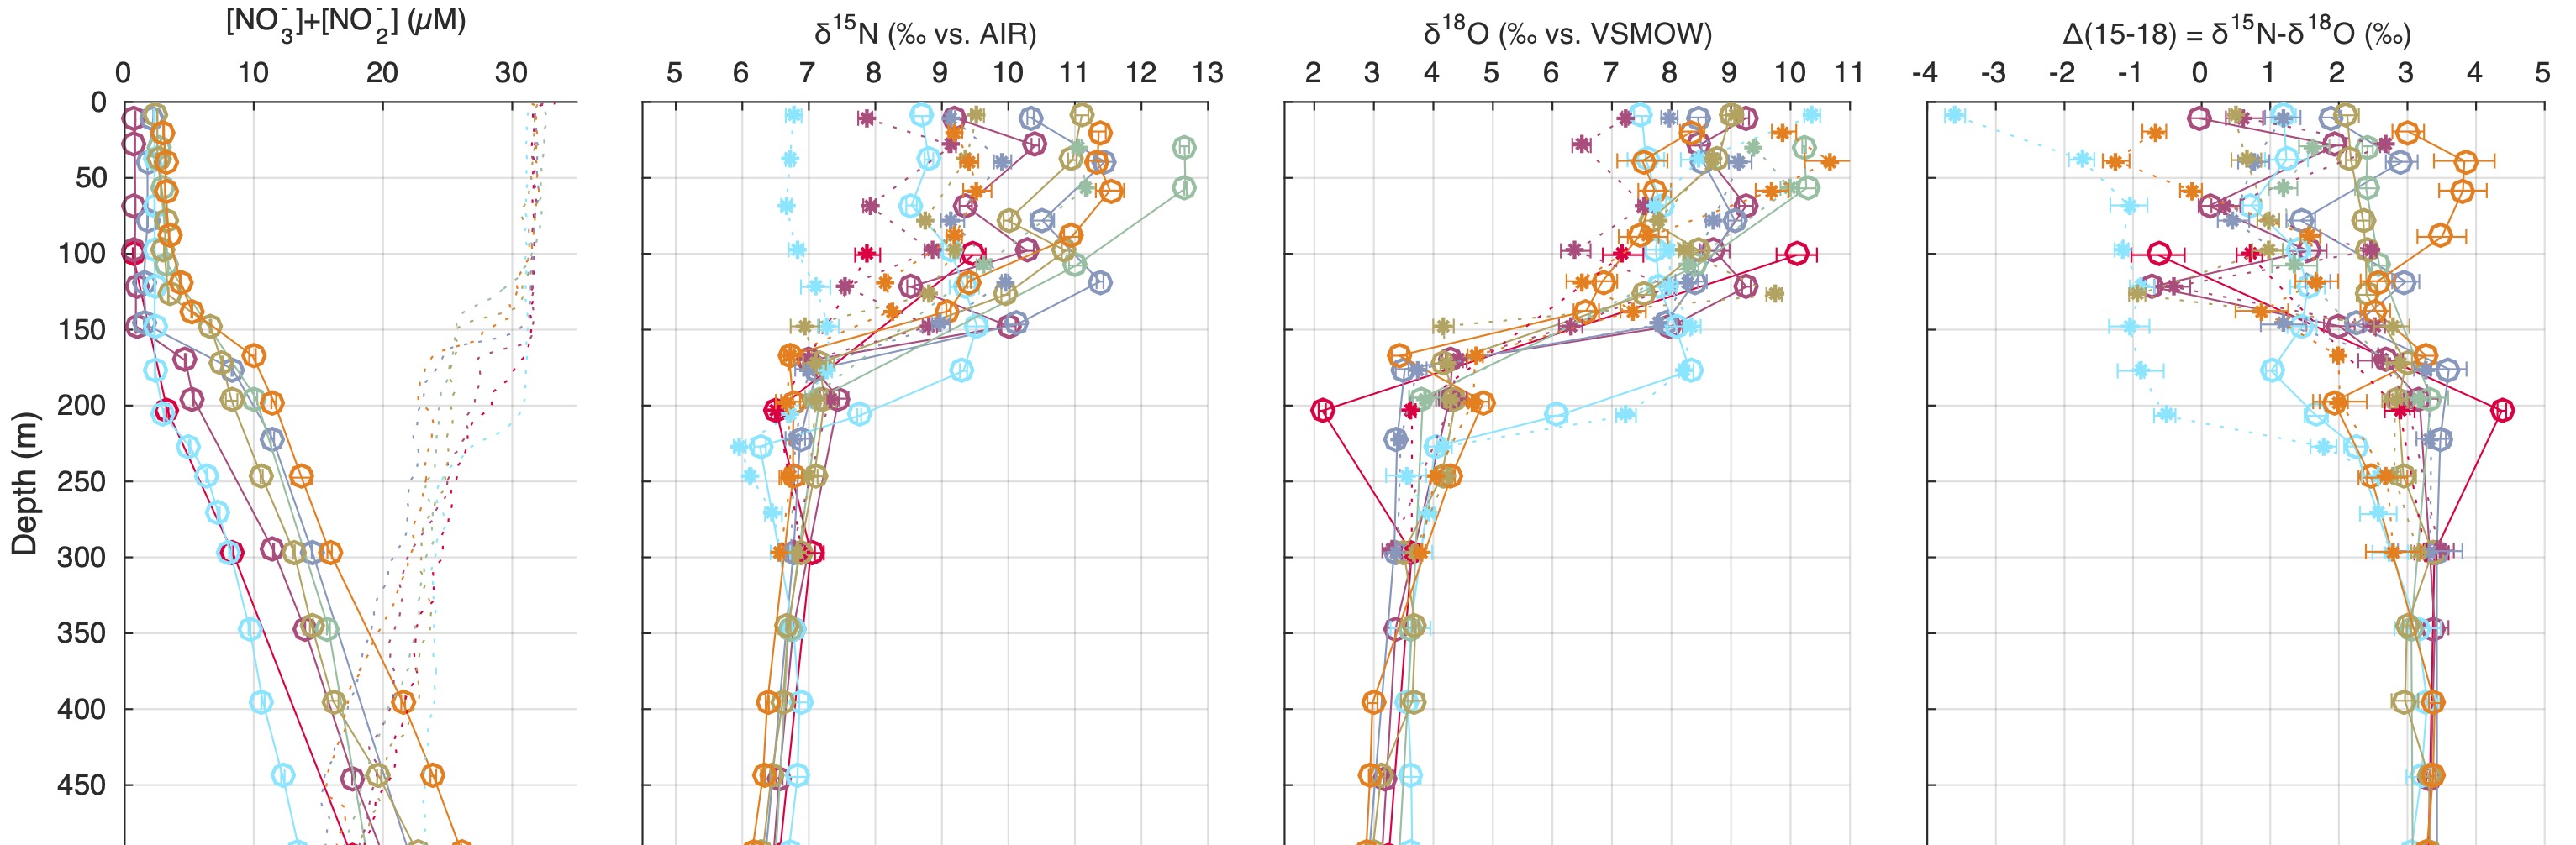 [NO₃⁻]+[NO₂⁻] (µM)
δ¹⁵N (‰ vs. AIR)
δ¹⁸O (‰ vs. VSMOW)
Δ(15-18) = δ¹⁵N-δ¹⁸O (‰)
0 10 20 30
5 6 7 8 9 10 11 12 13
2 3 4 5 6 7 8 9 10 11
-4 -3 -2 -1 0 1 2 3 4 5
0
50
100
150
200
250
300
350
400
450
Depth (m)